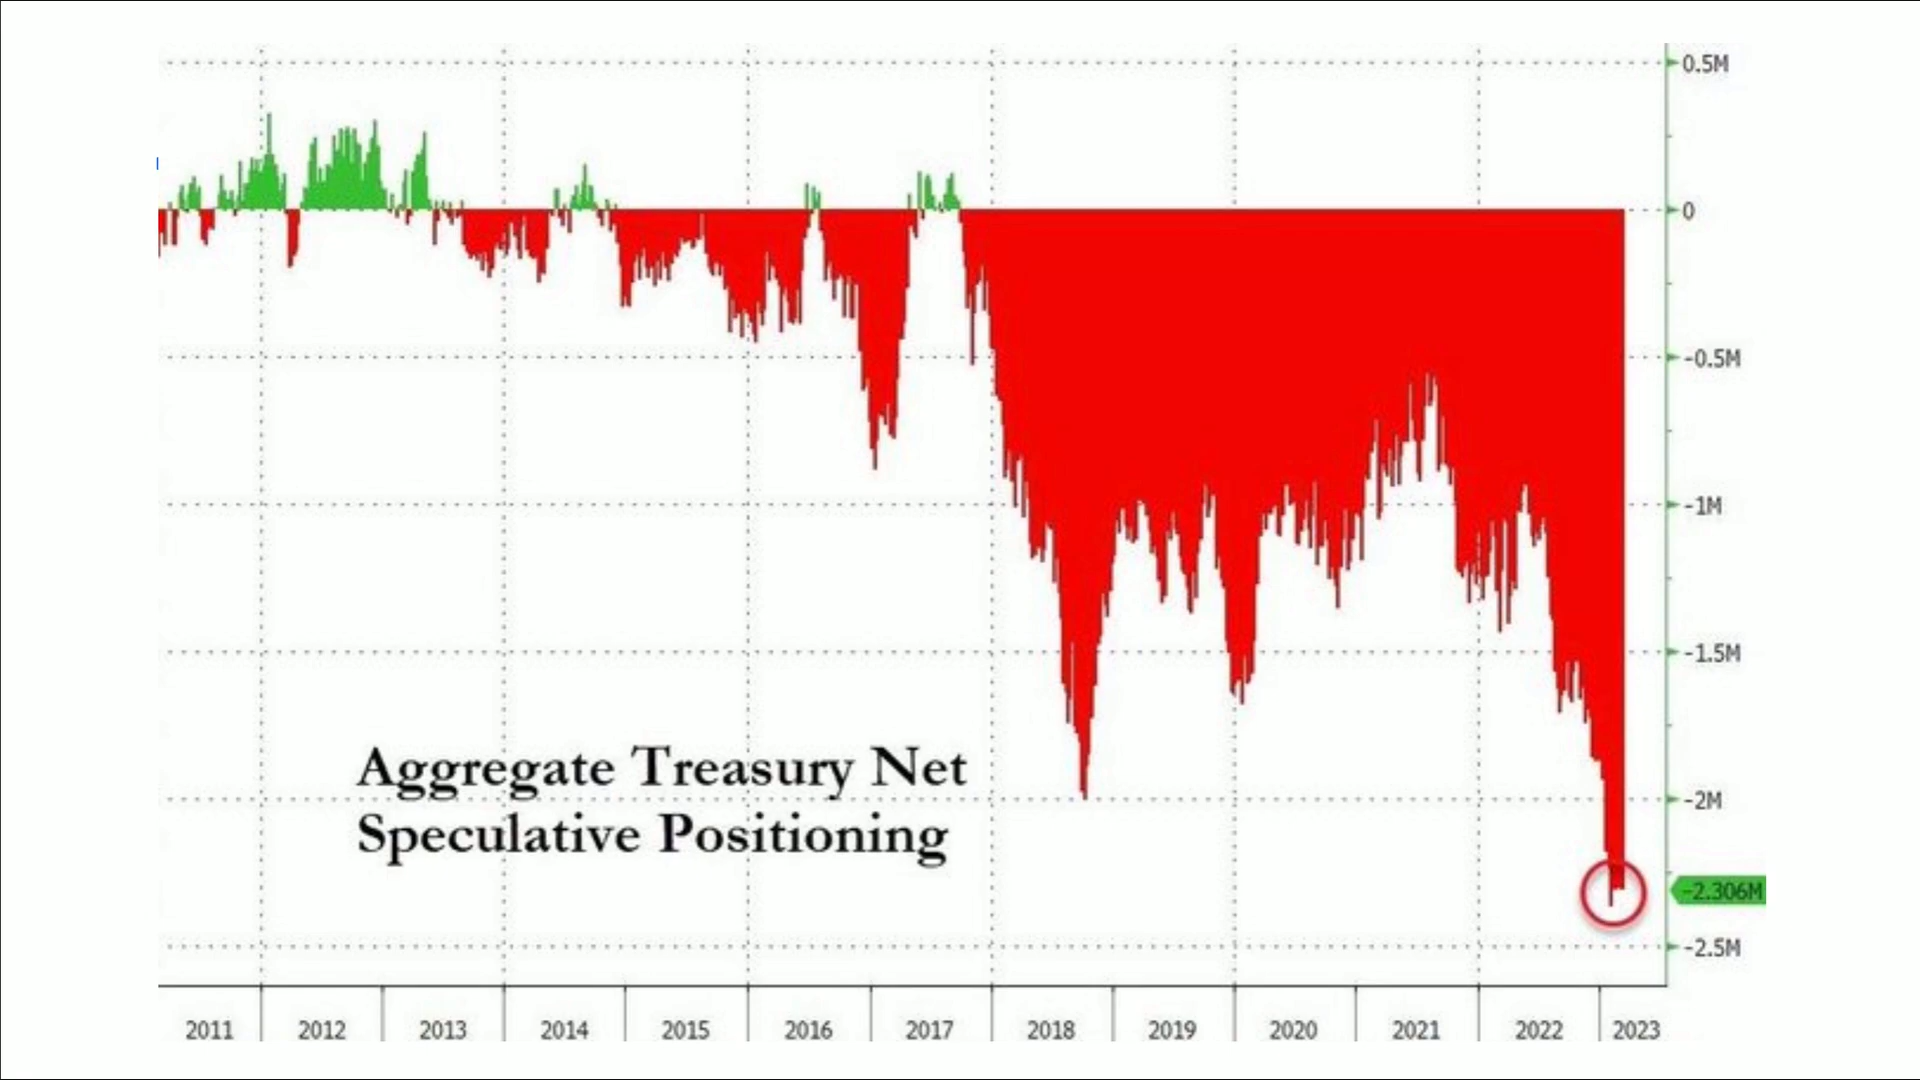 0.5M
0
-0.5M
-1M
-1.5M
Aggregate Treasury Net
Speculative Positioning
-2M
-2.306M
-2.5M
2011 2012 2013 2014 2015 2016 2017 2018 2019 2020 2021 2022 2023